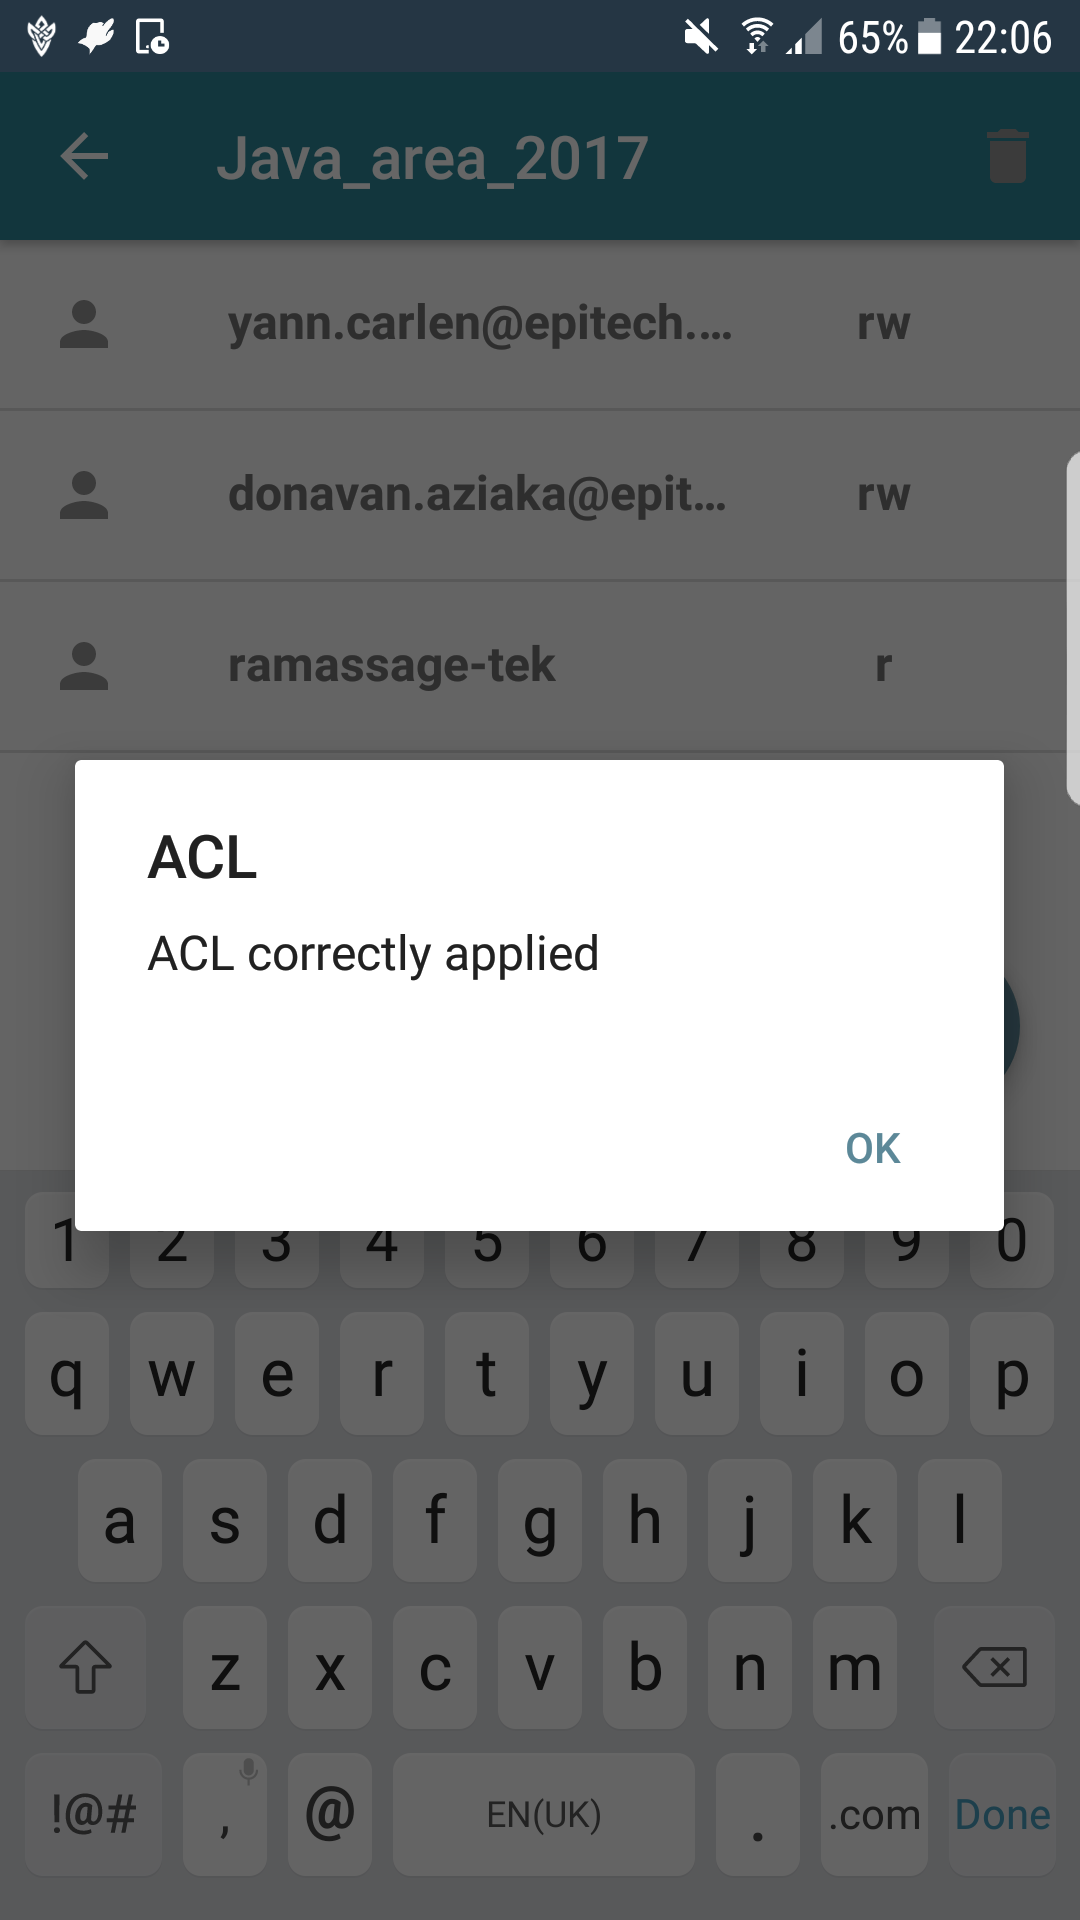 65% 22:06
Java_area_2017
yann.carlen@epitech.... rw
donavan.aziaka@epit... rw
ramassage-tek r
ACL
ACL correctly applied
OK
1 2 3 4 5 6 7 8 9 0
q w e r t y u i o p
a s d f g h j k l
z x c v b n m
!@# , @ EN(UK) . .com Done